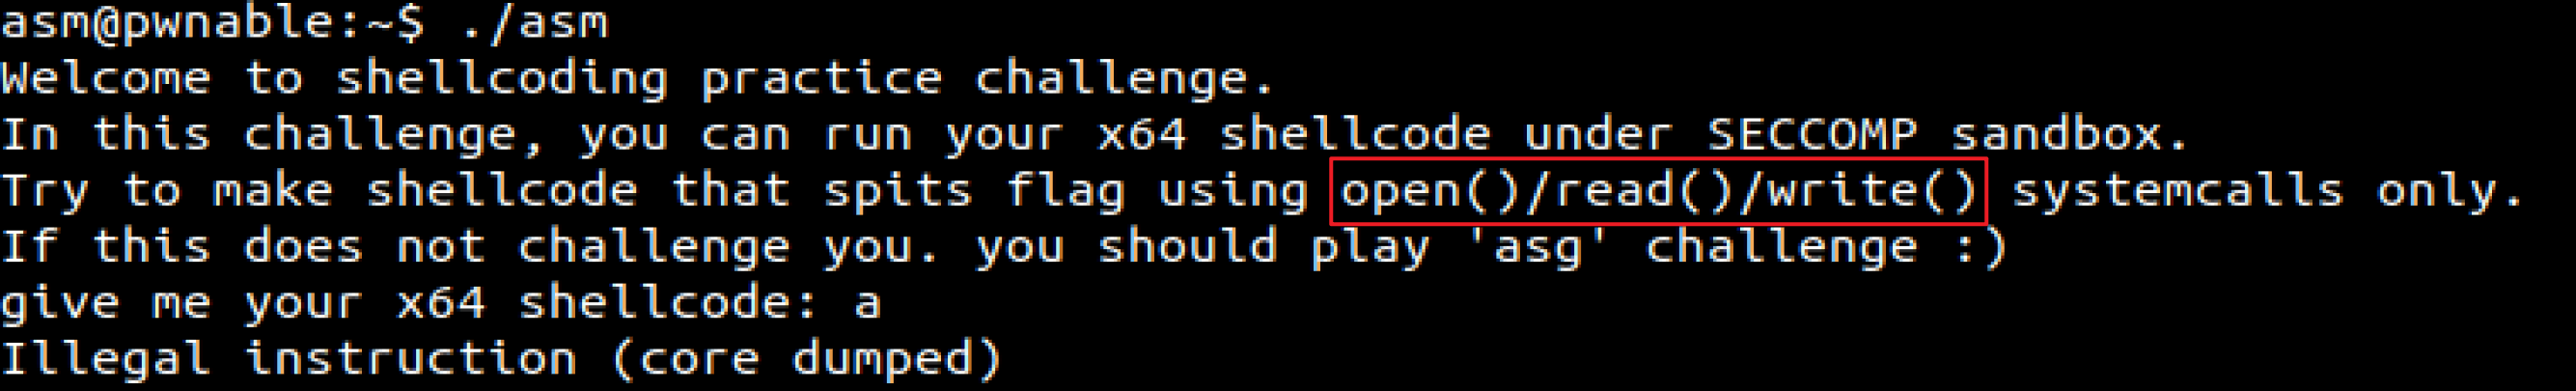 asm@pwnable:~$ ./asm
Welcome to shellcoding practice challenge.
In this challenge, you can run your x64 shellcode under SECCOMP sandbox.
Try to make shellcode that spits flag using open()/read()/write() systemcalls only.
If this does not challenge you. you should play 'asg' challenge :)
give me your x64 shellcode: a
Illegal instruction (core dumped)